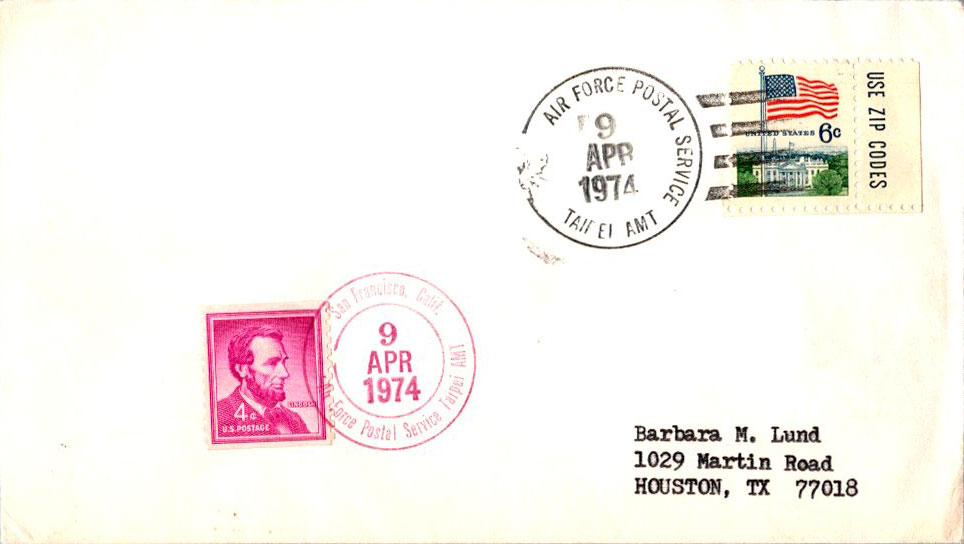 AIR FORCE POSTAL SERVICE
9
APR
1974
TAIPEI AMT
UNITED STATES 6c
USE ZIP CODES
San Francisco, Calif.
9
APR
1974
Force Postal Service Taipei AMT
4c
LINCOLN
U.S. POSTAGE
Barbara M. Lund
1029 Martin Road
HOUSTON, TX 77018